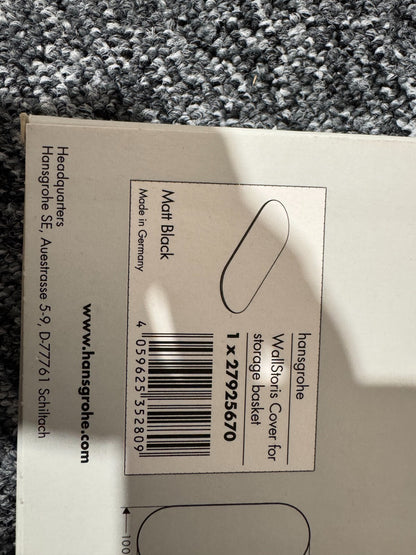 hansgrohe
WallStoris Cover for
storage basket
1 x 27925670
4 059625 352809
Matt Black
Made in Germany
www.hansgrohe.com
Headquarters
Hansgrohe SE, Auestrasse 5-9, D-77761 Schiltach
100